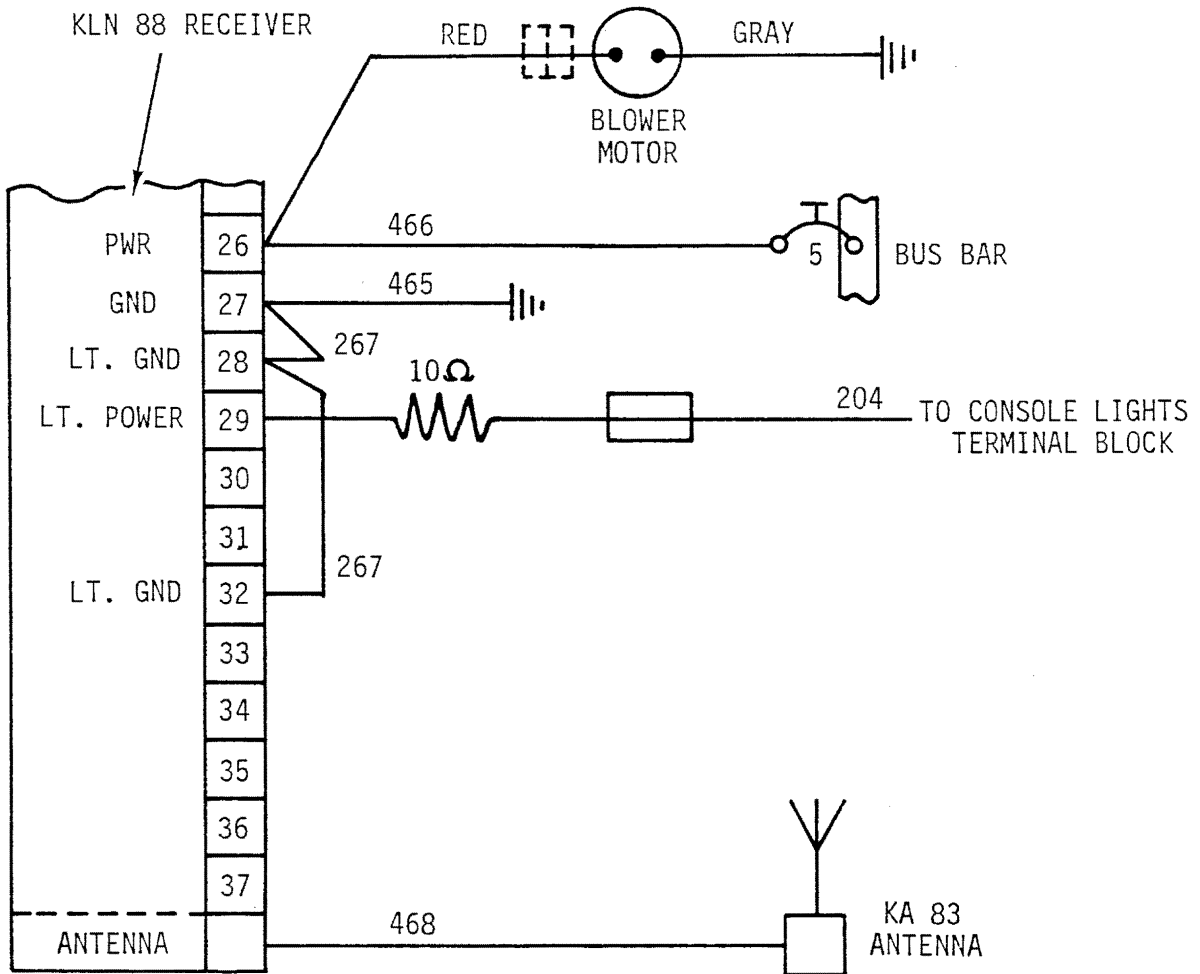 KLN 88 RECEIVER
RED
GRAY
BLOWER
MOTOR
PWR 26 466 5 BUS BAR
GND 27 465
LT. GND 28 267
10Ω
LT. POWER 29 204 TO CONSOLE LIGHTS
TERMINAL BLOCK
30
31
LT. GND 32 267
33
34
35
36
37
ANTENNA 468 KA 83
ANTENNA